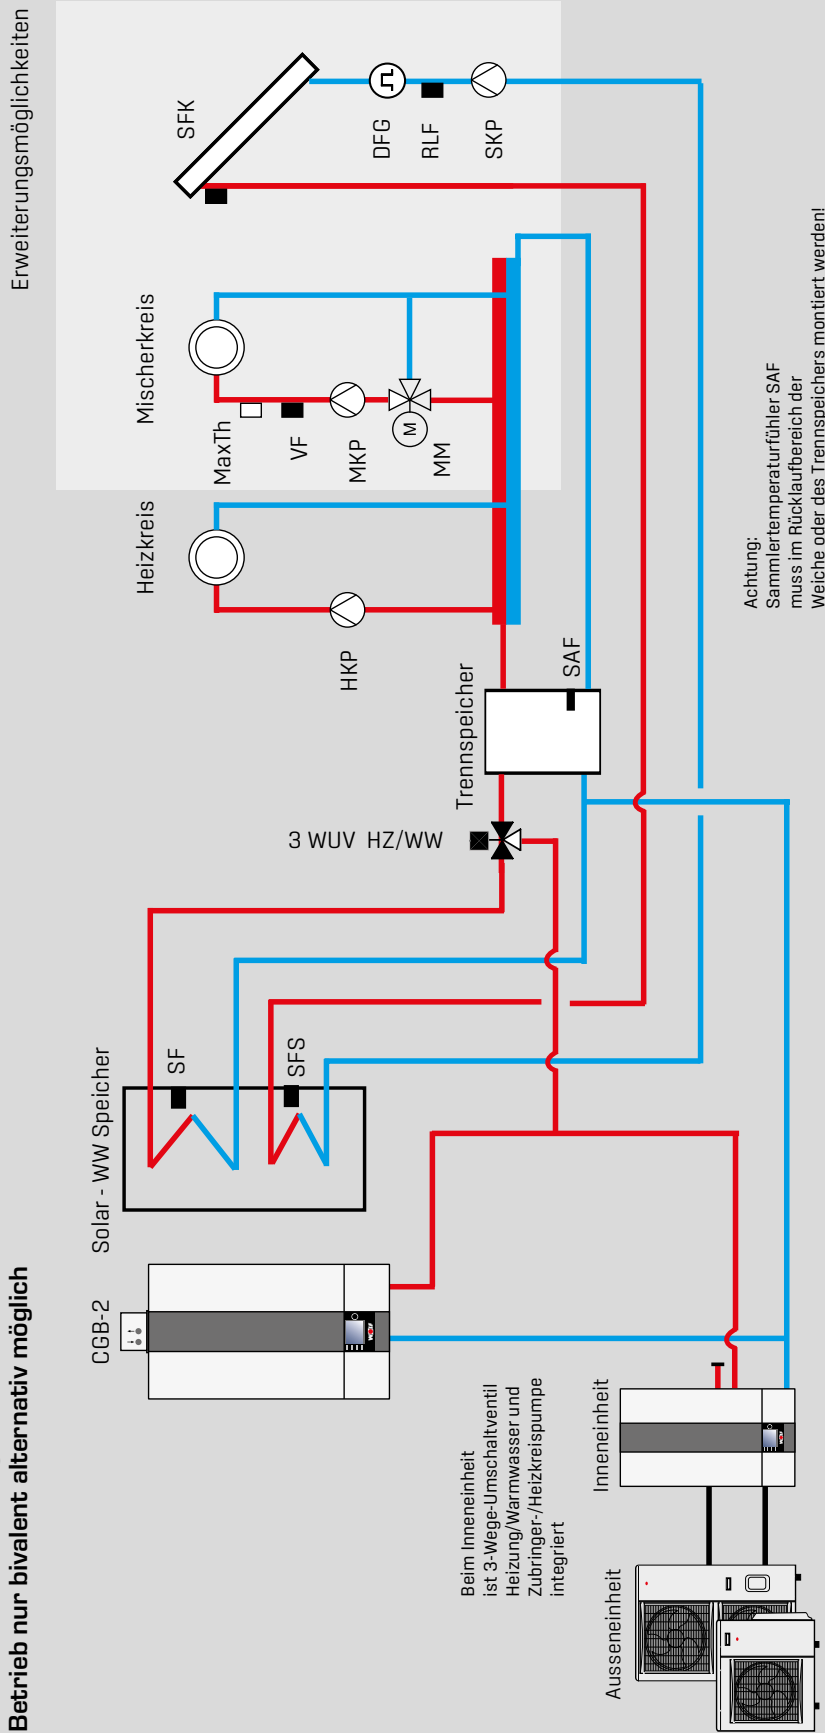 Betrieb nur bivalent alternativ möglich
Erweiterungsmöglichkeiten
CGB-2
Solar - WW Speicher
SF
SFS
3 WUV HZ/WW
Trennspeicher
SAF
Heizkreis
HKP
Mischerkreis
MaxTh
VF
MKP
M
MM
SFK
DFG
RLF
SKP
Beim Inneneinheit
ist 3-Wege-Umschaltventil
Heizung/Warmwasser und
Zubringer-/Heizkreispumpe
integriert
Inneneinheit
Ausseneinheit
Achtung:
Sammlertemperaturfühler SAF
muss im Rücklaufbereich der
Weiche oder des Trennspeichers montiert werden!
WOLF